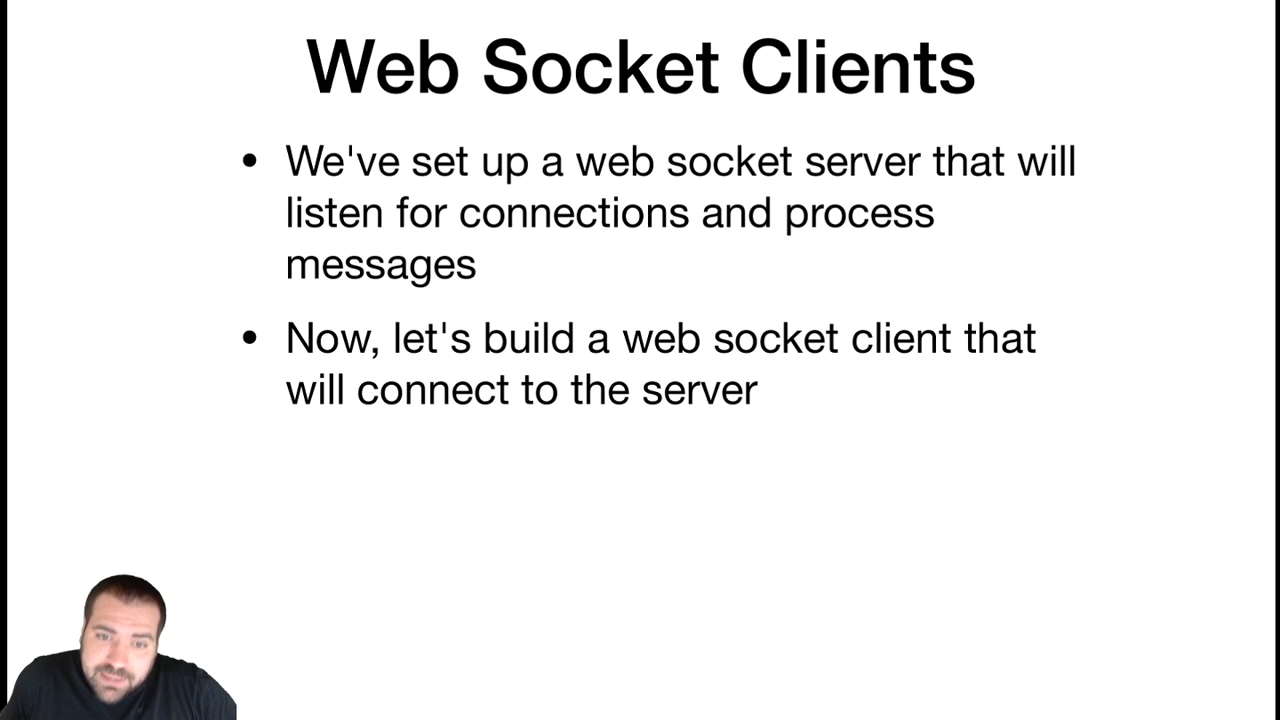 Web Socket Clients
• We've set up a web socket server that will
listen for connections and process
messages
• Now, let's build a web socket client that
will connect to the server